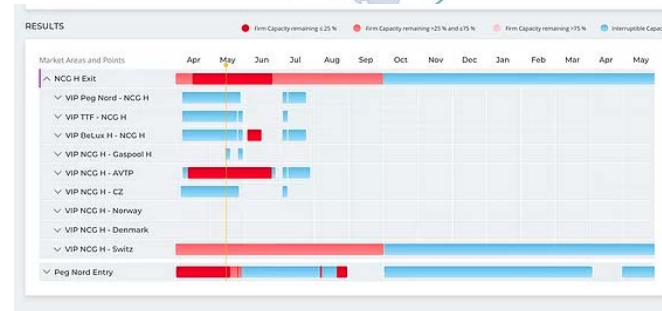 RESULTS
Firm Capacity remaining ≤ 25 %
Firm Capacity remaining >25 % and ≤75 %
Firm Capacity remaining >75 %
Interruptible Capac
Market Areas and Points Apr May Jun Jul Aug Sep Oct Nov Dec Jan Feb Mar Apr May
NCG H Exit
VIP Peg Nord - NCG H
VIP TTF - NCG H
VIP BeLux H - NCG H
VIP NCG H - Gaspool H
VIP NCG H - AVTP
VIP NCG H - CZ
VIP NCG H - Norway
VIP NCG H - Denmark
VIP NCG H - Switz
Peg Nord Entry